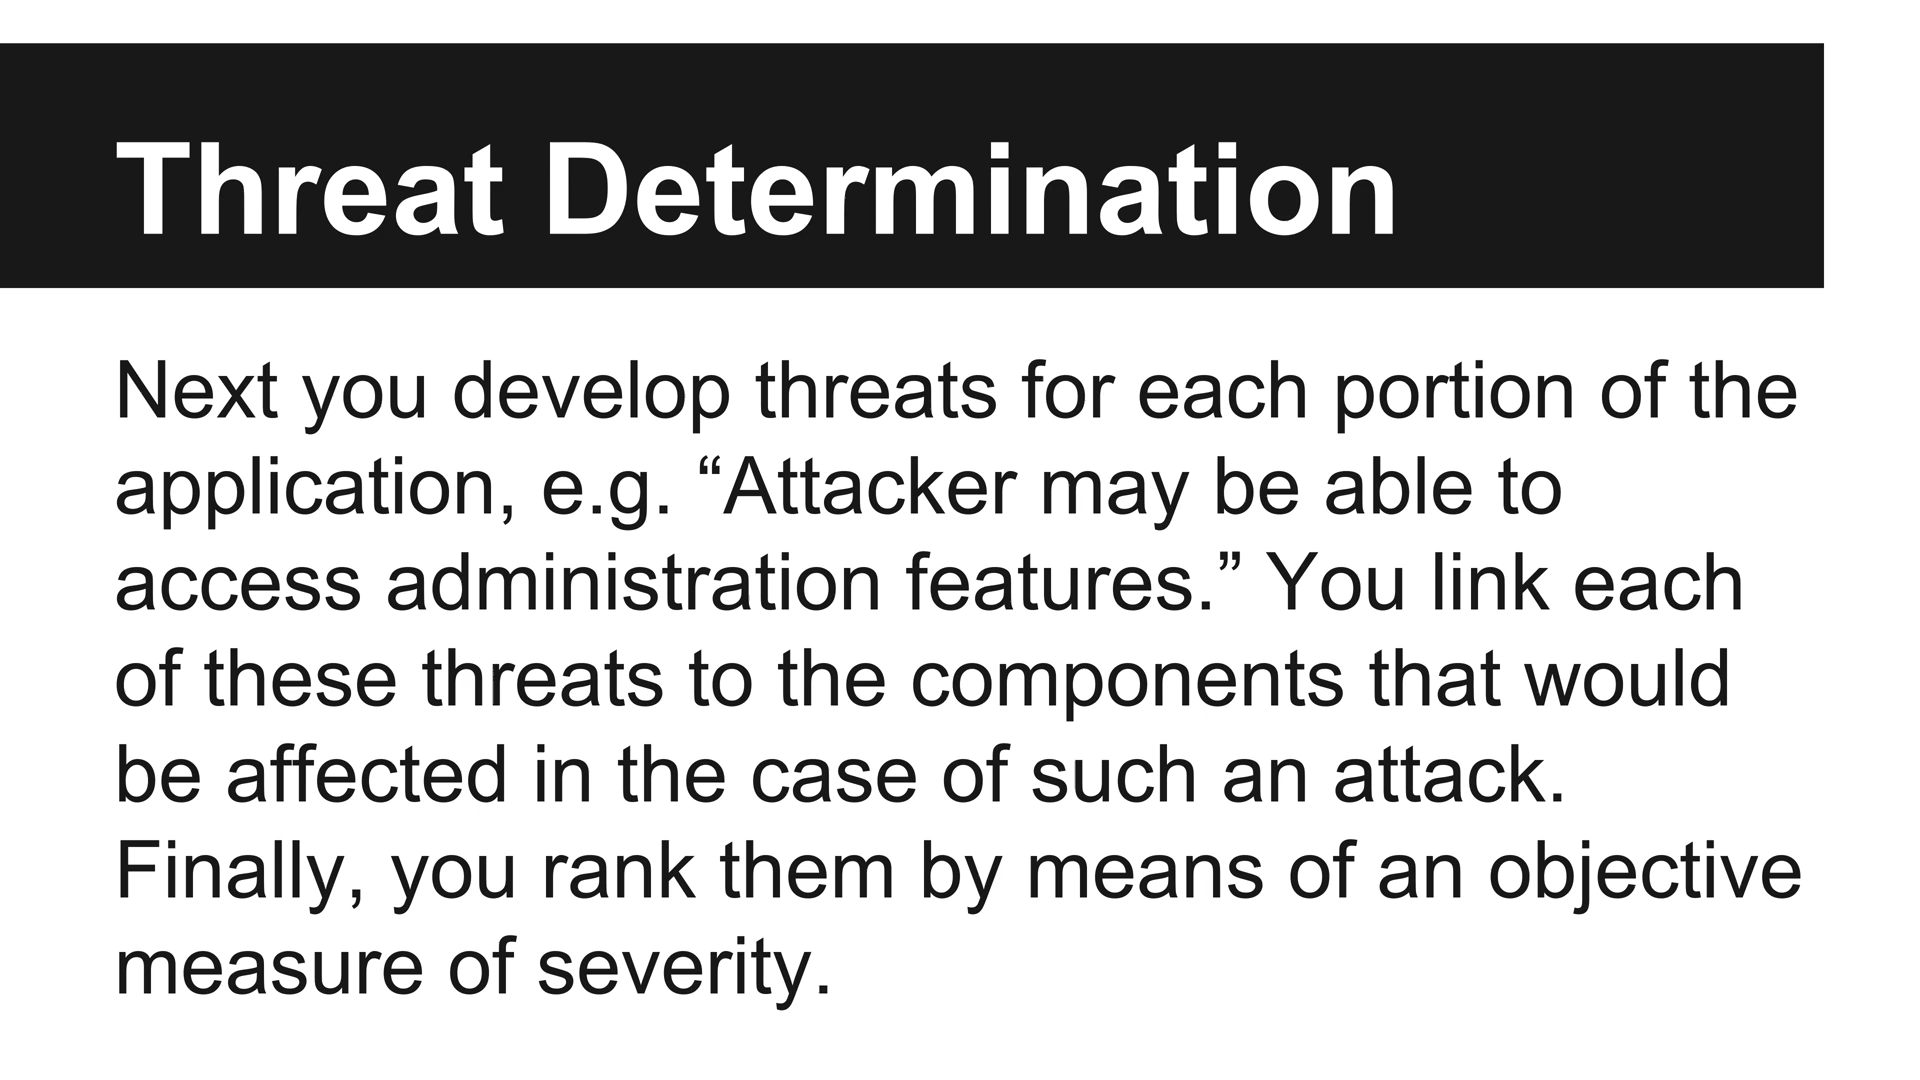 Threat Determination
Next you develop threats for each portion of the
application, e.g. “Attacker may be able to
access administration features.” You link each
of these threats to the components that would
be affected in the case of such an attack.
Finally, you rank them by means of an objective
measure of severity.